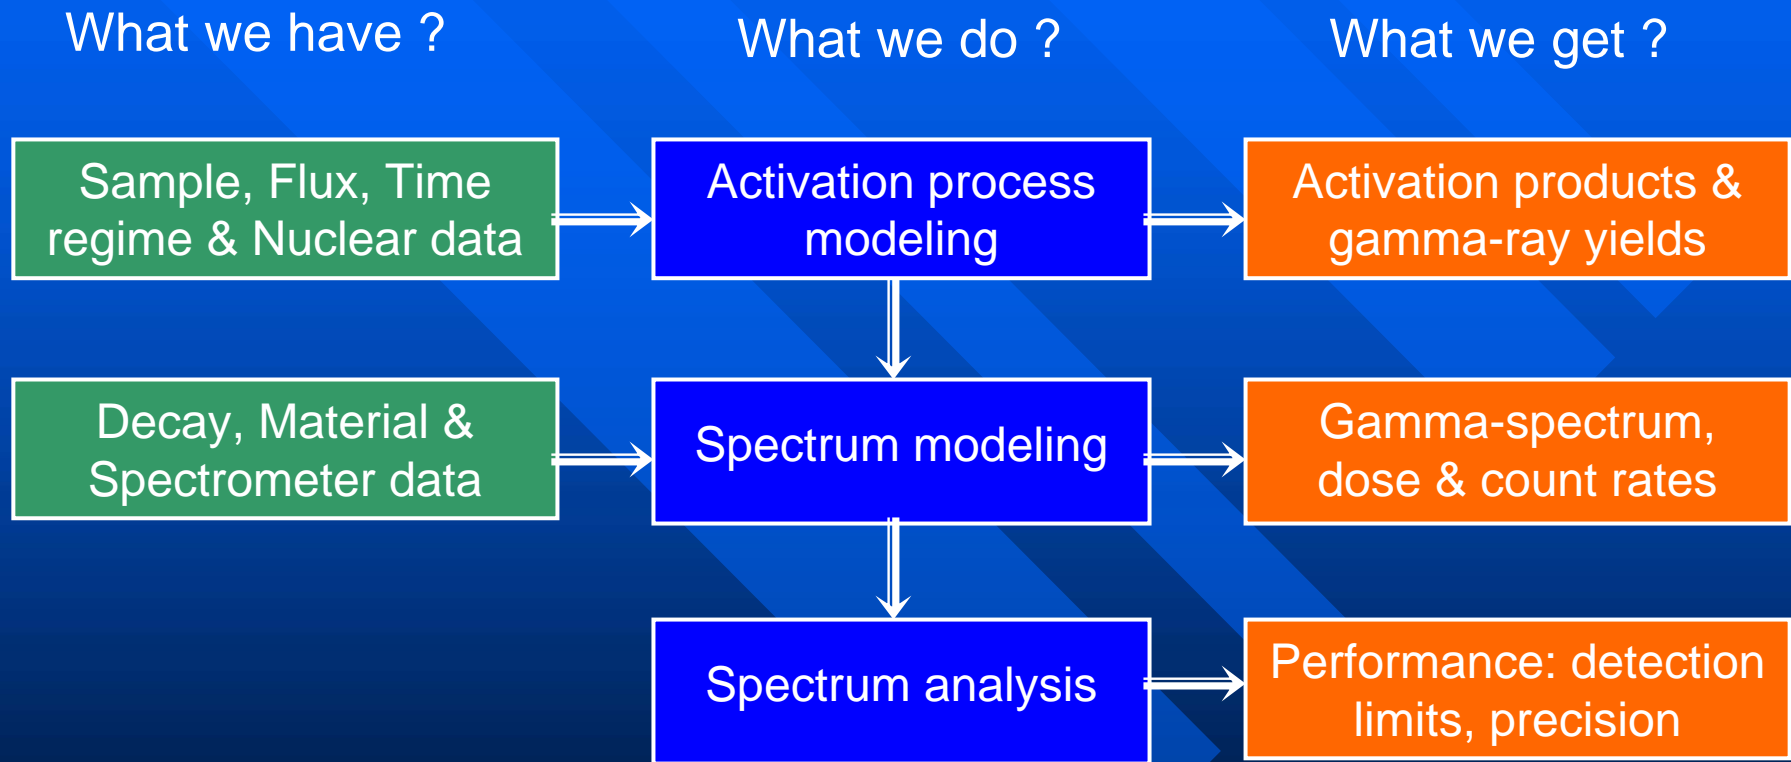 What we have ?
What we do ?
What we get ?
Sample, Flux, Time
regime & Nuclear data
Activation process
modeling
Activation products &
gamma-ray yields
Decay, Material &
Spectrometer data
Spectrum modeling
Gamma-spectrum,
dose & count rates
Spectrum analysis
Performance: detection
limits, precision